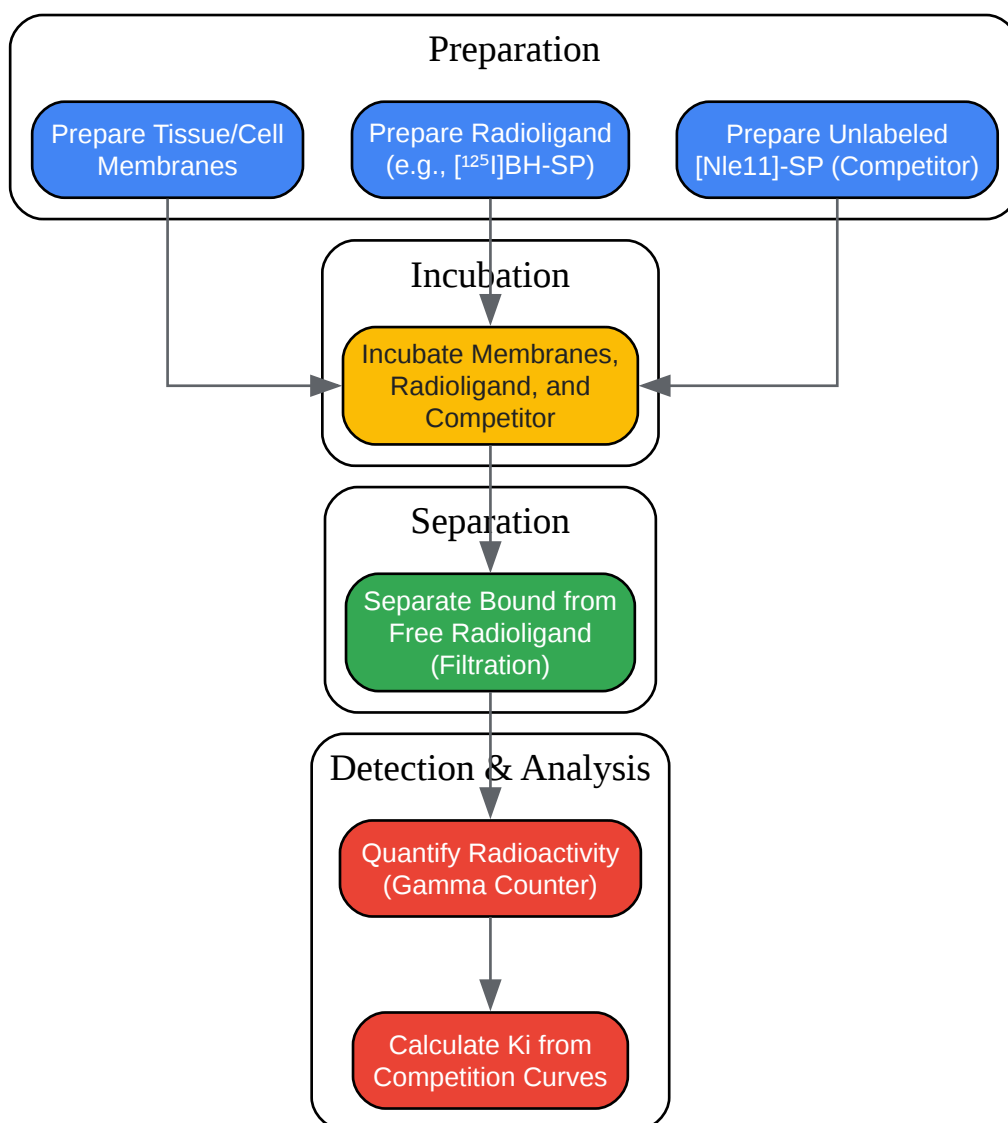 Preparation
Prepare Tissue/Cell
Membranes
Prepare Radioligand
(e.g., [¹²⁵I]BH-SP)
Prepare Unlabeled
[Nle11]-SP (Competitor)
Incubation
Incubate Membranes,
Radioligand, and
Competitor
Separation
Separate Bound from
Free Radioligand
(Filtration)
Detection & Analysis
Quantify Radioactivity
(Gamma Counter)
Calculate Ki from
Competition Curves